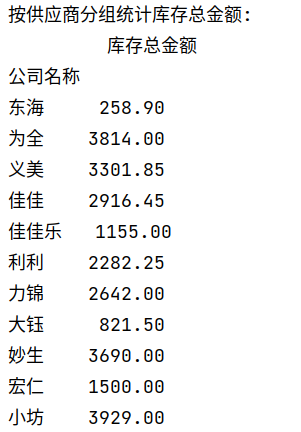 按供应商分组统计库存总金额:
库存总金额
公司名称
东海 258.90
为全 3814.00
义美 3301.85
佳佳 2916.45
佳佳乐 1155.00
利利 2282.25
力锦 2642.00
大钰 821.50
妙生 3690.00
宏仁 1500.00
小坊 3929.00